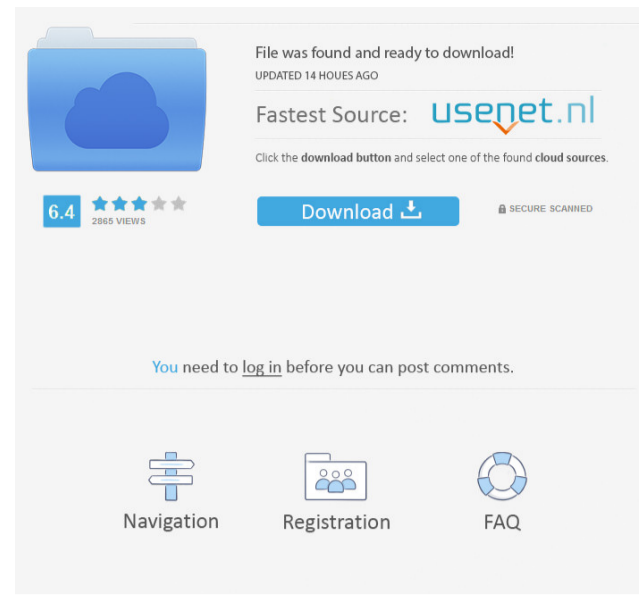 File was found and ready to download!
UPDATED 14 HOUES AGO
Fastest Source: usenet.nl
Click the download button and select one of the found cloud sources.
6.4
2865 VIEWS
Download
SECURE SCANNED
You need to log in before you can post comments.
Navigation
Registration
FAQ